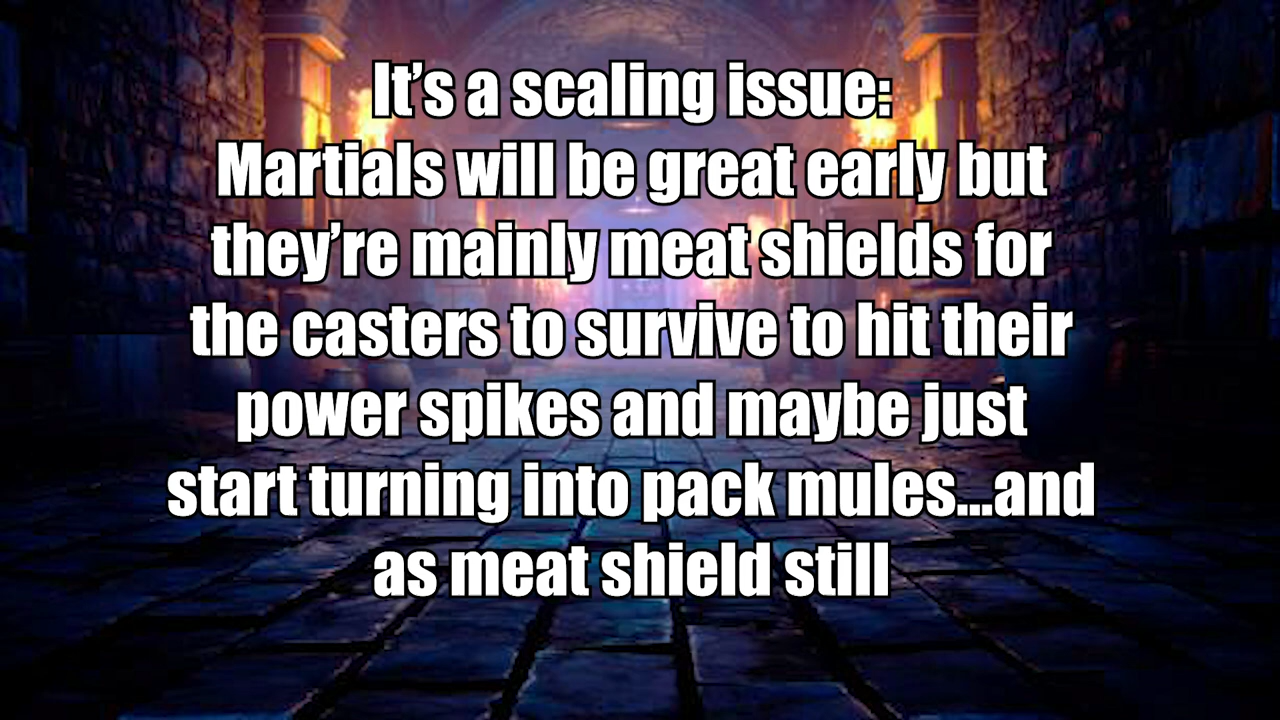 It’s a scaling issue:
Martials will be great early but
they’re mainly meat shields for
the casters to survive to hit their
power spikes and maybe just
start turning into pack mules...and
as meat shield still